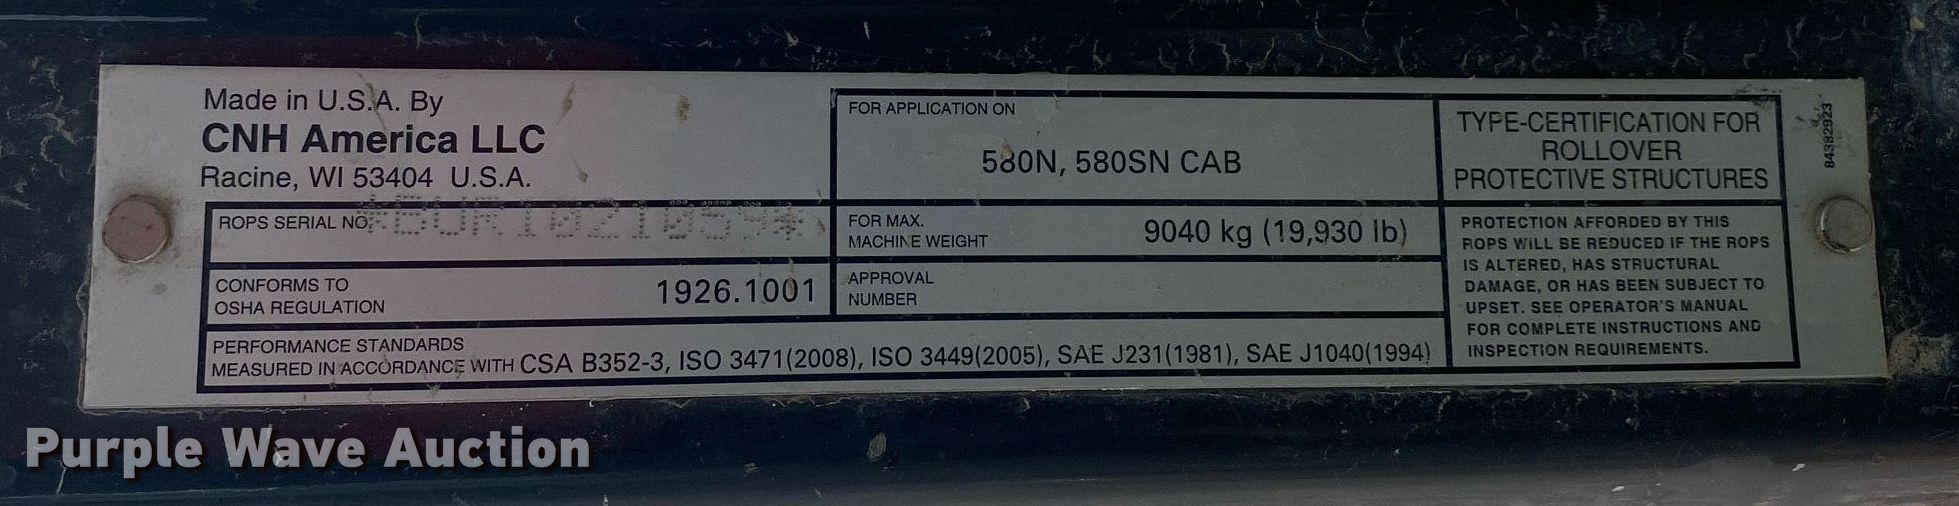 Made in U.S.A. By
CNH America LLC
Racine, WI 53404 U.S.A.
ROPS SERIAL NO.
*BUR10210559*
CONFORMS TO
OSHA REGULATION
1926.1001
FOR APPLICATION ON
580N, 580SN CAB
FOR MAX.
MACHINE WEIGHT
9040 kg (19,930 lb)
APPROVAL
NUMBER
PERFORMANCE STANDARDS
MEASURED IN ACCORDANCE WITH CSA B352-3, ISO 3471(2008), ISO 3449(2005), SAE J231(1981), SAE J1040(1994)
TYPE-CERTIFICATION FOR
ROLLOVER
PROTECTIVE STRUCTURES
PROTECTION AFFORDED BY THIS
ROPS WILL BE REDUCED IF THE ROPS
IS ALTERED, HAS STRUCTURAL
DAMAGE, OR HAS BEEN SUBJECT TO
UPSET. SEE OPERATOR'S MANUAL
FOR COMPLETE INSTRUCTIONS AND
INSPECTION REQUIREMENTS.
84382923
Purple Wave Auction